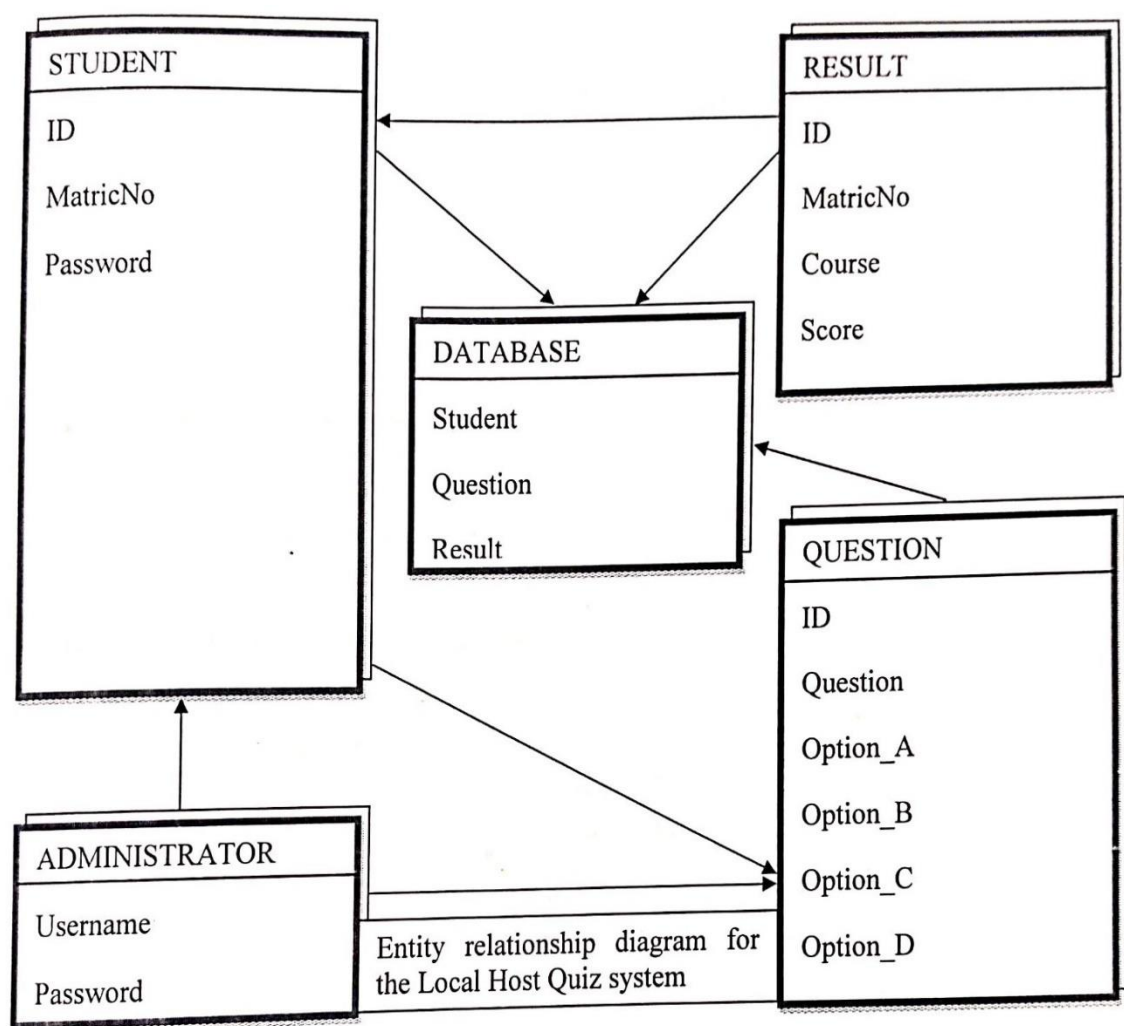 STUDENT
ID
MatricNo
Password
RESULT
ID
MatricNo
Course
Score
DATABASE
Student
Question
Result
QUESTION
ID
Question
Option_A
Option_B
Option_C
Option_D
ADMINISTRATOR
Username
Password
Entity relationship diagram for
the Local Host Quiz system